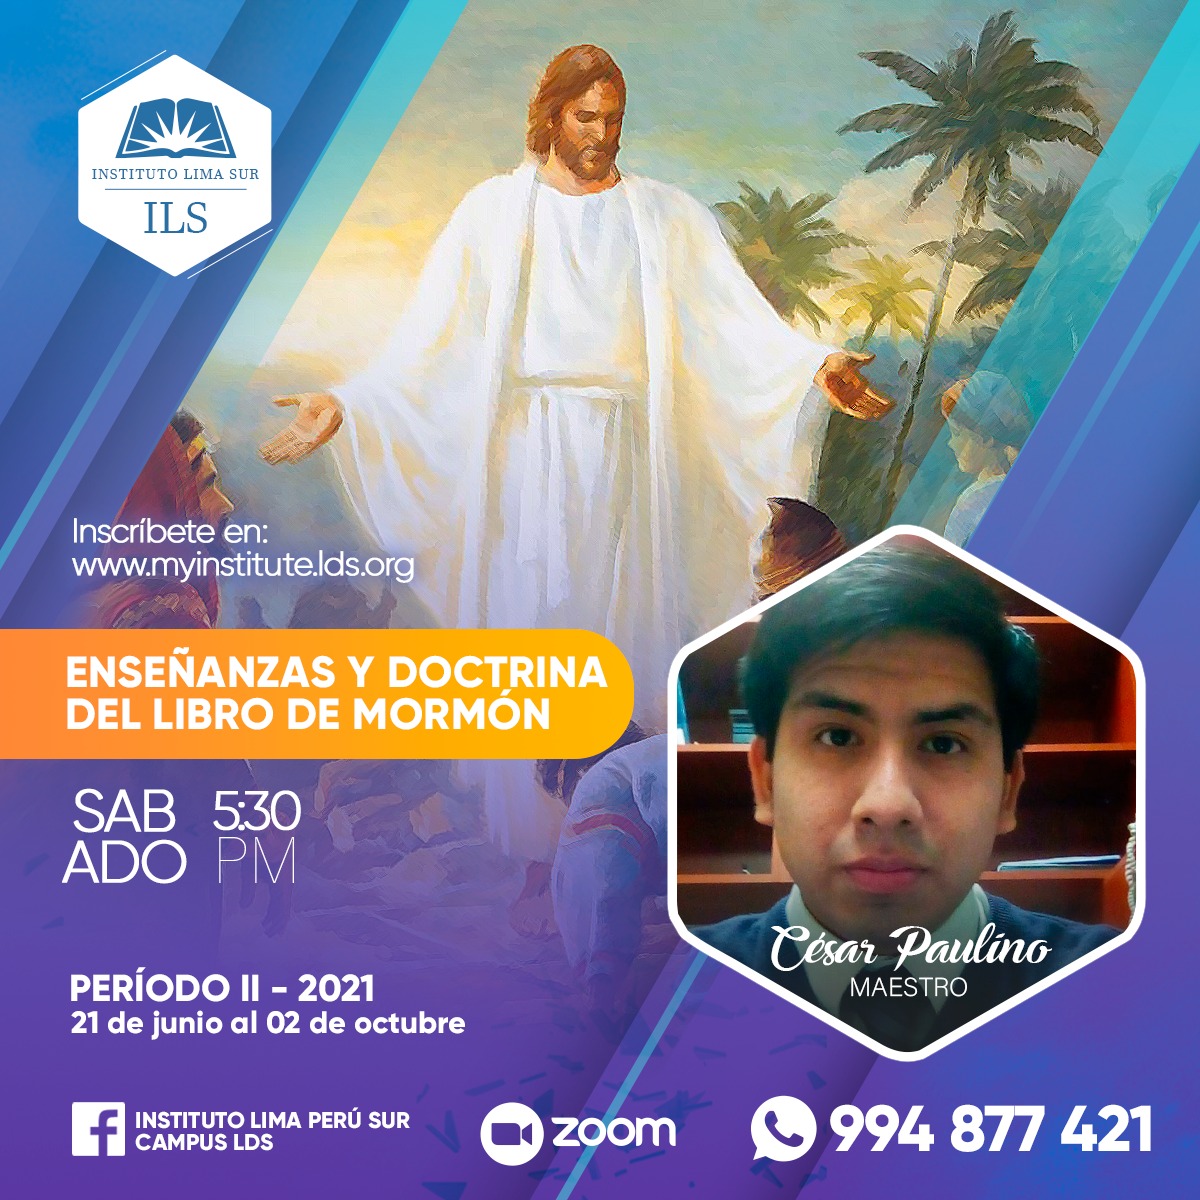 INSTITUTO LIMA SUR
ILS
Inscríbete en:
www.myinstitute.lds.org
ENSEÑANZAS Y DOCTRINA
DEL LIBRO DE MORMÓN
SAB
ADO
5:30
PM
César Paulino
MAESTRO
PERÍODO II - 2021
21 de junio al 02 de octubre
INSTITUTO LIMA PERÚ SUR
CAMPUS LDS
zoom
994 877 421